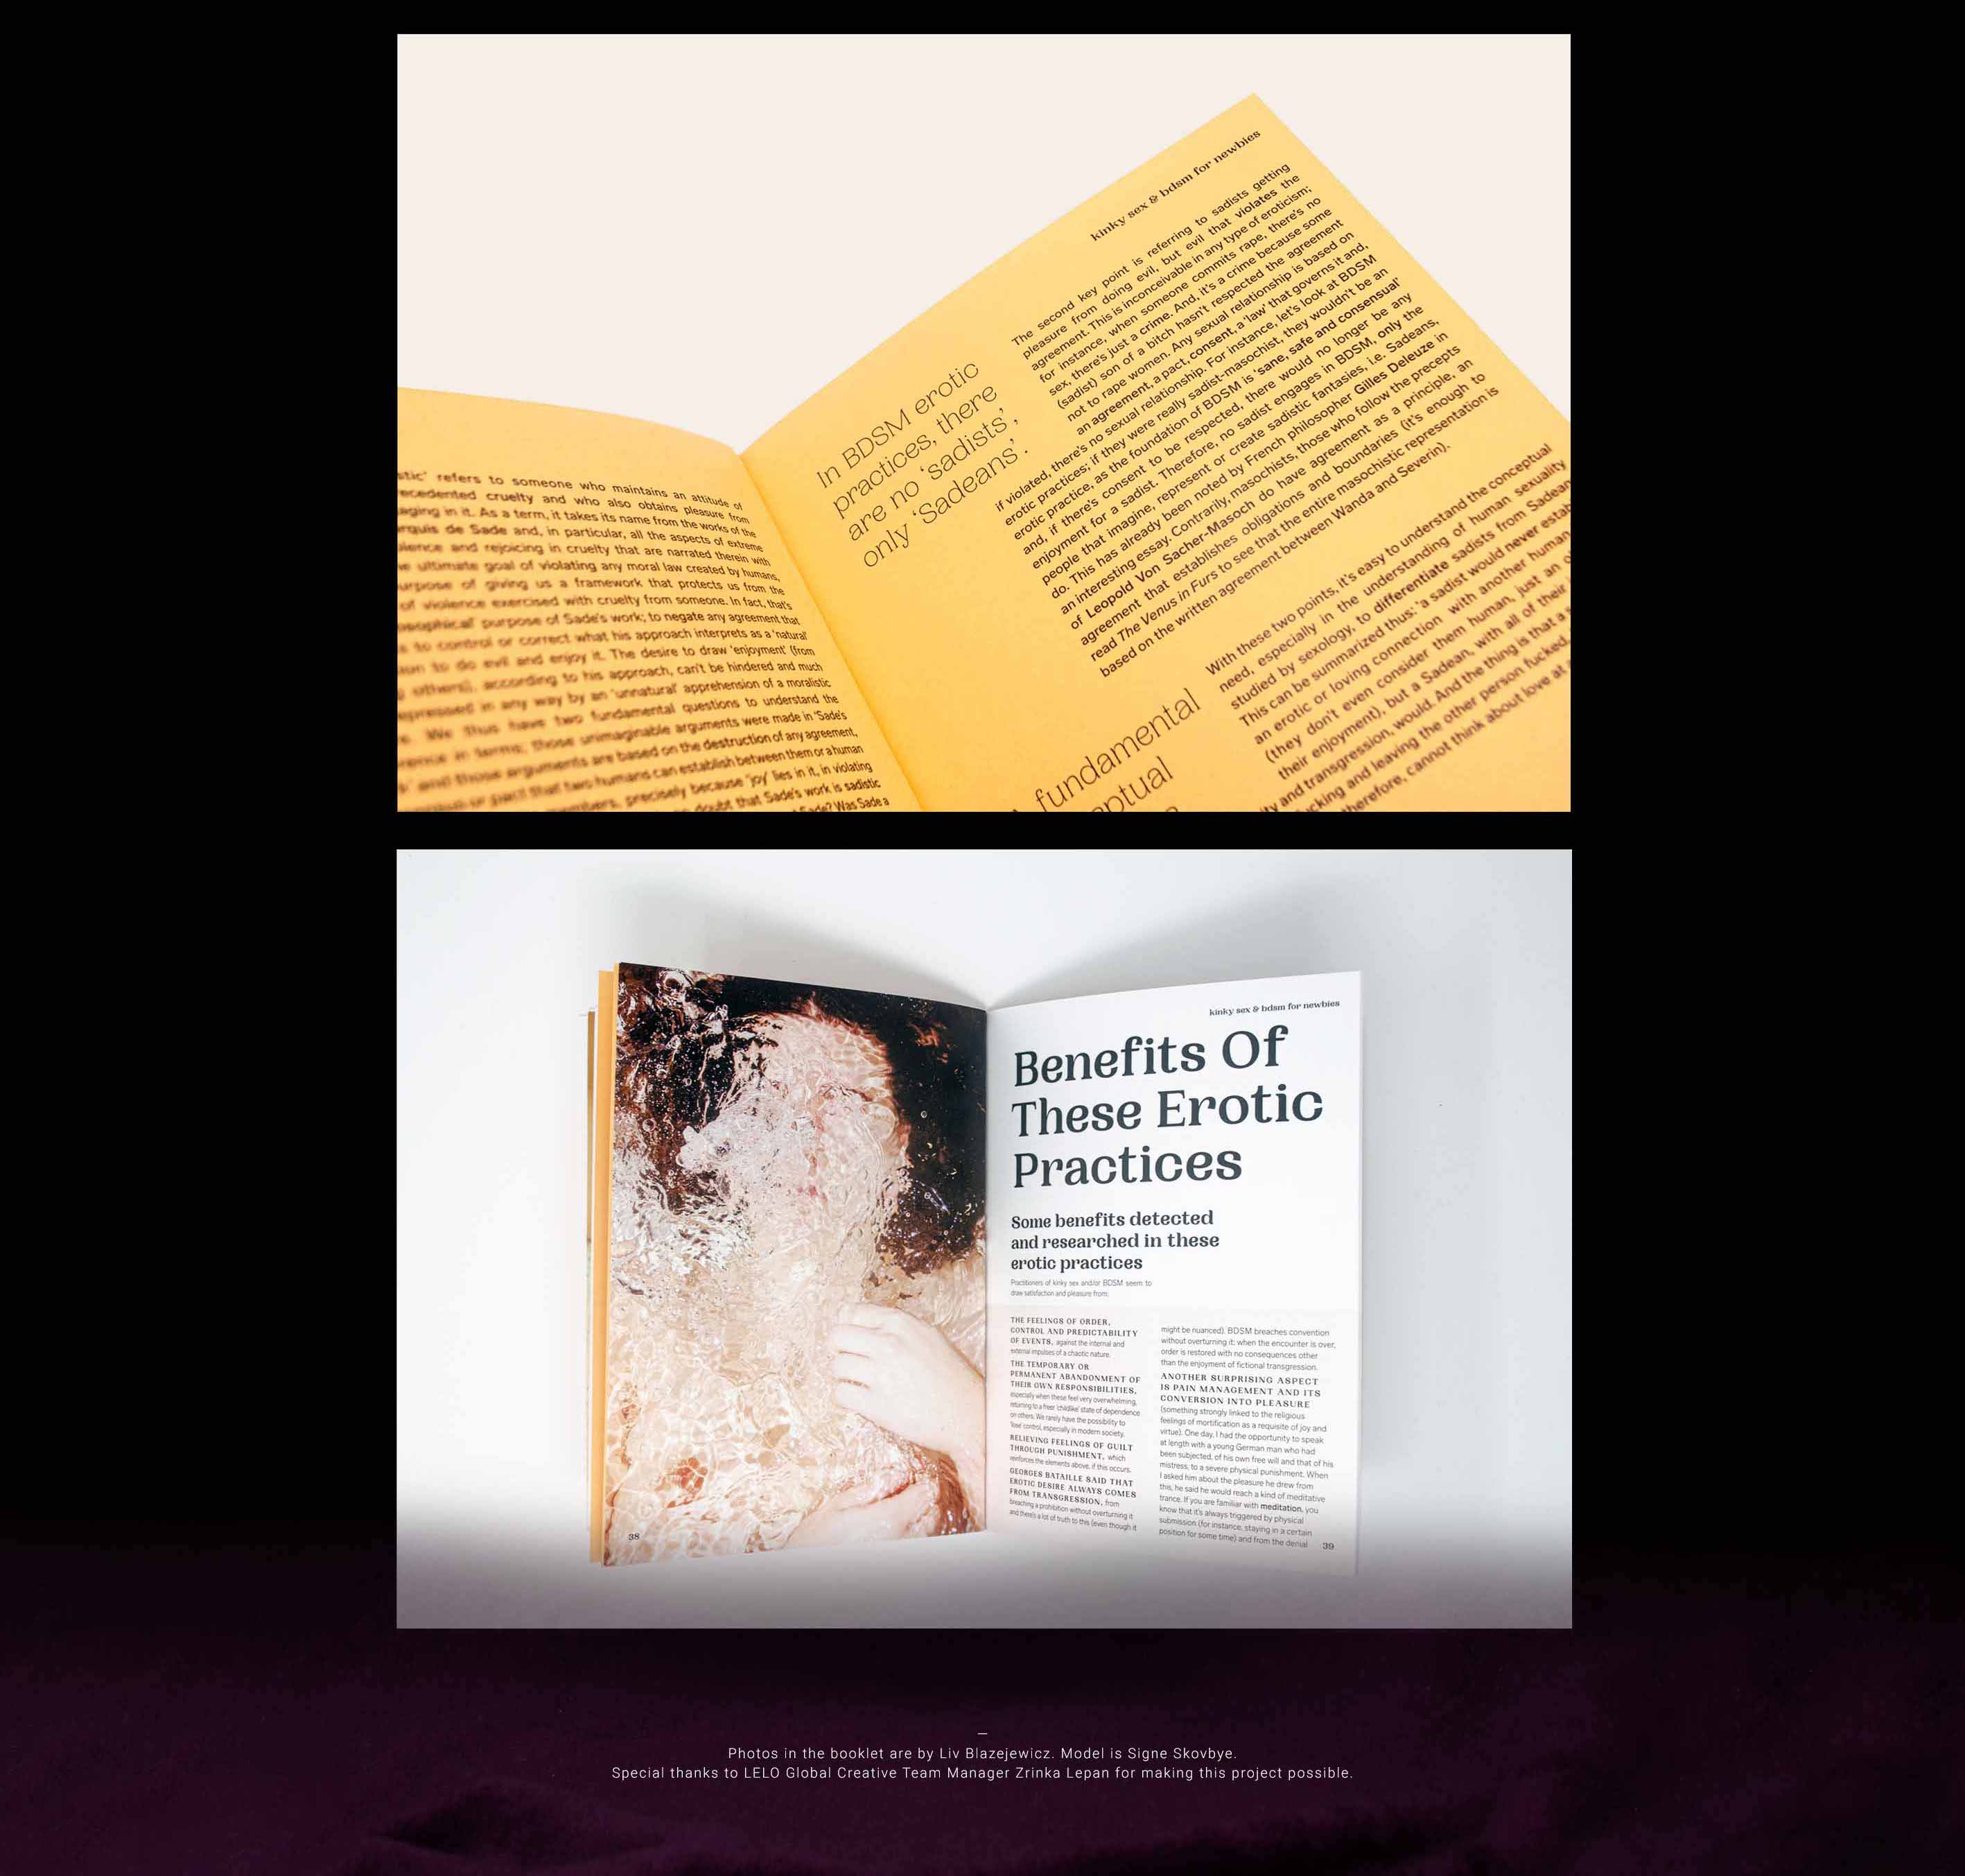 stic' refers to someone who maintains an attitude of
ecedented cruelty and who also obtains pleasure from
aging in it. As a term, it takes its name from the works of the
rquis de Sade and, in particular, all the aspects of extreme
lence and rejoicing in cruelty that are narrated therein with
e ultimate goal of violating any moral law created by humans,
urpose of giving us a framework that protects us from the
of violence exercised with cruelty from someone. In fact, that's
osophical' purpose of Sade's work; to negate any agreement that
s to control or correct what his approach interprets as a 'natural'
ion to do evil and enjoy it. The desire to draw 'enjoyment' (from
others), according to his approach, can't be hindered and much
epressed in any way by an 'unnatural' apprehension of a moralistic
We thus have two fundamental questions to understand the
rence in terms; those unimaginable arguments were made in 'Sade's
and those arguments are based on the destruction of any agreement,
or pact that two humans can establish between them or a human
members, precisely because 'joy' lies in it, in violating
doubt that Sade's work is sadistic
Sade? Was Sade a
In BDSM erotic
practices, there
are no 'sadists',
only 'Sadeans'.
kinky sex & bdsm for newbies
The second key point is referring to sadists getting
pleasure from doing evil, but evil that violates the
agreement. This is inconceivable in any type of eroticism;
for instance, when someone commits rape, there's no
sex, there's just a crime. And, it's a crime because some
(sadist) son of a bitch hasn't respected the agreement
not to rape women. Any sexual relationship is based on
an agreement, a pact, consent, a 'law' that governs it and,
if violated, there's no sexual relationship. For instance, let's look at BDSM
erotic practices; if they were really sadist-masochist, they wouldn't be an
erotic practice, as the foundation of BDSM is 'sane, safe and consensual'
and, if there's consent to be respected, there would no longer be any
enjoyment for a sadist. Therefore, no sadist engages in BDSM, only the
people that imagine, represent or create sadistic fantasies, i.e. Sadeans,
do. This has already been noted by French philosopher Gilles Deleuze in
an interesting essay. Contrarily, masochists, those who follow the precepts
of Leopold Von Sacher-Masoch do have agreement as a principle, an
agreement that establishes obligations and boundaries (it's enough to
read The Venus in Furs to see that the entire masochistic representation is
based on the written agreement between Wanda and Severin).
fundamental
ptual
With these two points, it's easy to understand the conceptual
need, especially in the understanding of human sexuality
studied by sexology, to differentiate sadists from Sadean
This can be summarized thus: 'a sadist would never estab
an erotic or loving connection with another human
(they don't even consider them human, just an o
their enjoyment), but a Sadean, with all of their
ty and transgression, would. And the thing is that a
cking and leaving the other person fucked,
herefore, cannot think about love at
kinky sex & bdsm for newbies
Benefits Of
These Erotic
Practices
Some benefits detected
and researched in these
erotic practices
Practitioners of kinky sex and/or BDSM seem to
draw satisfaction and pleasure from:
THE FEELINGS OF ORDER,
CONTROL AND PREDICTABILITY
OF EVENTS, against the internal and
external impulses of a chaotic nature.
THE TEMPORARY OR
PERMANENT ABANDONMENT OF
THEIR OWN RESPONSIBILITIES,
especially when these feel very overwhelming,
returning to a freer 'childlike' state of dependence
on others. We rarely have the possibility to
'lose' control, especially in modern society.
RELIEVING FEELINGS OF GUILT
THROUGH PUNISHMENT, which
reinforces the elements above, if this occurs.
GEORGES BATAILLE SAID THAT
EROTIC DESIRE ALWAYS COMES
FROM TRANSGRESSION, from
breaching a prohibition without overturning it
and there's a lot of truth to this (even though it
might be nuanced). BDSM breaches convention
without overturning it: when the encounter is over,
order is restored with no consequences other
than the enjoyment of fictional transgression.
ANOTHER SURPRISING ASPECT
IS PAIN MANAGEMENT AND ITS
CONVERSION INTO PLEASURE
(something strongly linked to the religious
feelings of mortification as a requisite of joy and
virtue). One day, I had the opportunity to speak
at length with a young German man who had
been subjected, of his own free will and that of his
mistress, to a severe physical punishment. When
I asked him about the pleasure he drew from
this, he said he would reach a kind of meditative
trance. If you are familiar with meditation, you
know that it's always triggered by physical
submission (for instance, staying in a certain
position for some time) and from the denial
38
39
Photos in the booklet are by Liv Blazejewicz. Model is Signe Skovbye.
Special thanks to LELO Global Creative Team Manager Zrinka Lepan for making this project possible.